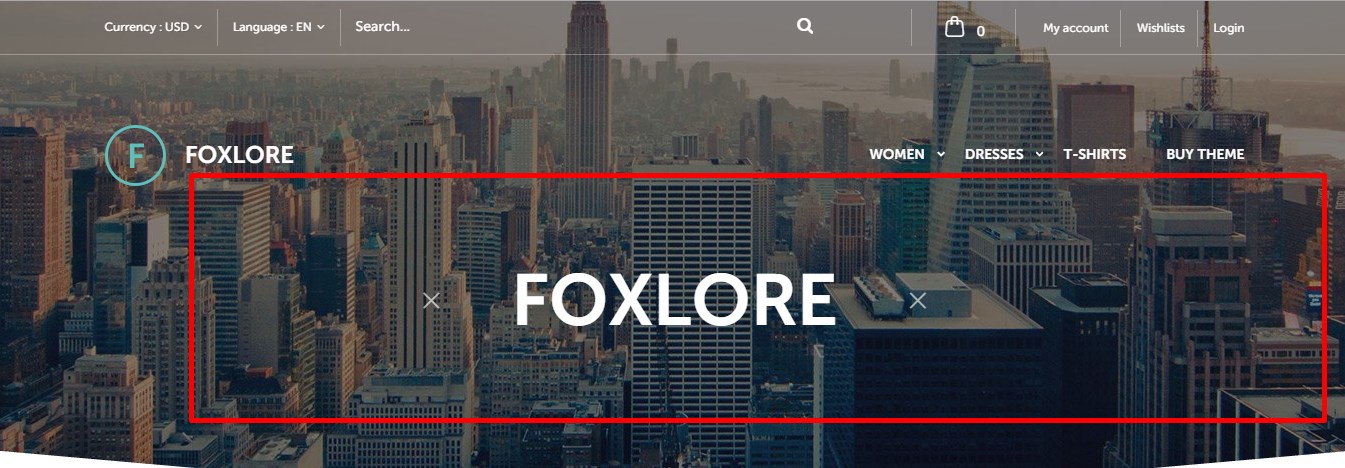 Currency : USD
Language : EN
Search...
0
My account
Wishlists
Login
F
FOXLORE
WOMEN
DRESSES
T-SHIRTS
BUY THEME
FOXLORE